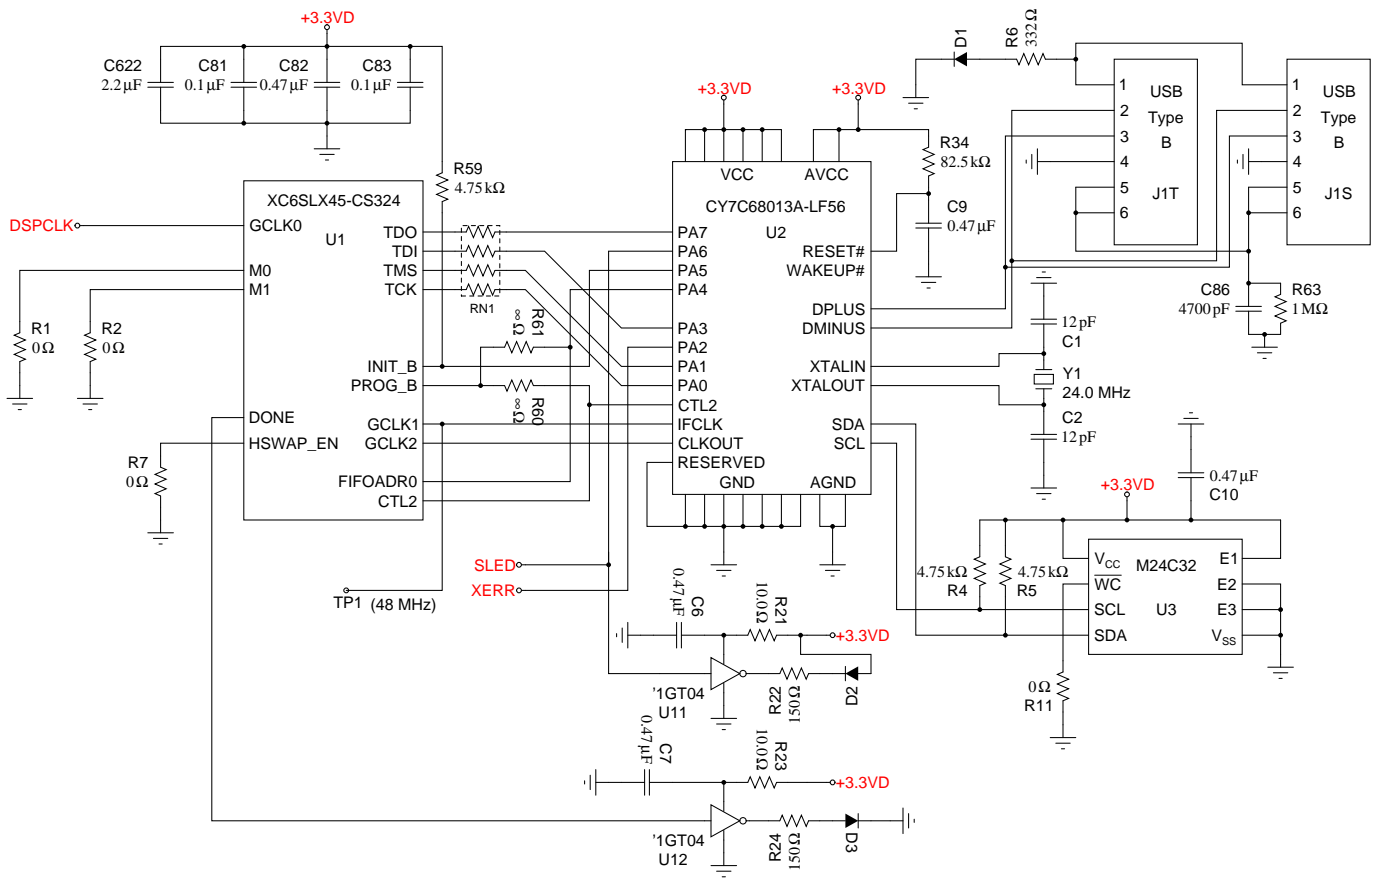 +3.3VD
C622
2.2µF
C81
0.1µF
C82
0.47µF
C83
0.1µF
R59
4.75kΩ
XC6SLX45-CS324
U1
DSPCLK
GCLK0
M0
M1
TDO
TDI
TMS
TCK
RN1
R1
0Ω
R2
0Ω
R61
∞Ω
INIT_B
PROG_B
R60
∞Ω
DONE
HSWAP_EN
GCLK1
GCLK2
FIFOADR0
CTL2
R7
0Ω
TP1
(48 MHz)
SLED
XERR
+3.3VD
+3.3VD
VCC
AVCC
CY7C68013A-LF56
U2
PA7
PA6
PA5
PA4
PA3
PA2
PA1
PA0
CTL2
IFCLK
CLKOUT
RESERVED
GND
AGND
RESET#
WAKEUP#
DPLUS
DMINUS
XTALIN
XTALOUT
SDA
SCL
R34
82.5kΩ
C9
0.47µF
D1
R6
332Ω
1
2
3
4
5
6
USB
Type
B
J1T
1
2
3
4
5
6
USB
Type
B
J1S
C86
4700pF
R63
1MΩ
12pF
C1
Y1
24.0 MHz
C2
12pF
0.47µF
C10
+3.3VD
4.75kΩ
R4
4.75kΩ
R5
VCC
WC
SCL
SDA
M24C32
U3
E1
E2
E3
VSS
0Ω
R11
C6
0.47µF
R21
10.0Ω
+3.3VD
'1GT04
U11
R22
150Ω
D2
C7
0.47µF
R23
10.0Ω
+3.3VD
'1GT04
U12
R24
150Ω
D3